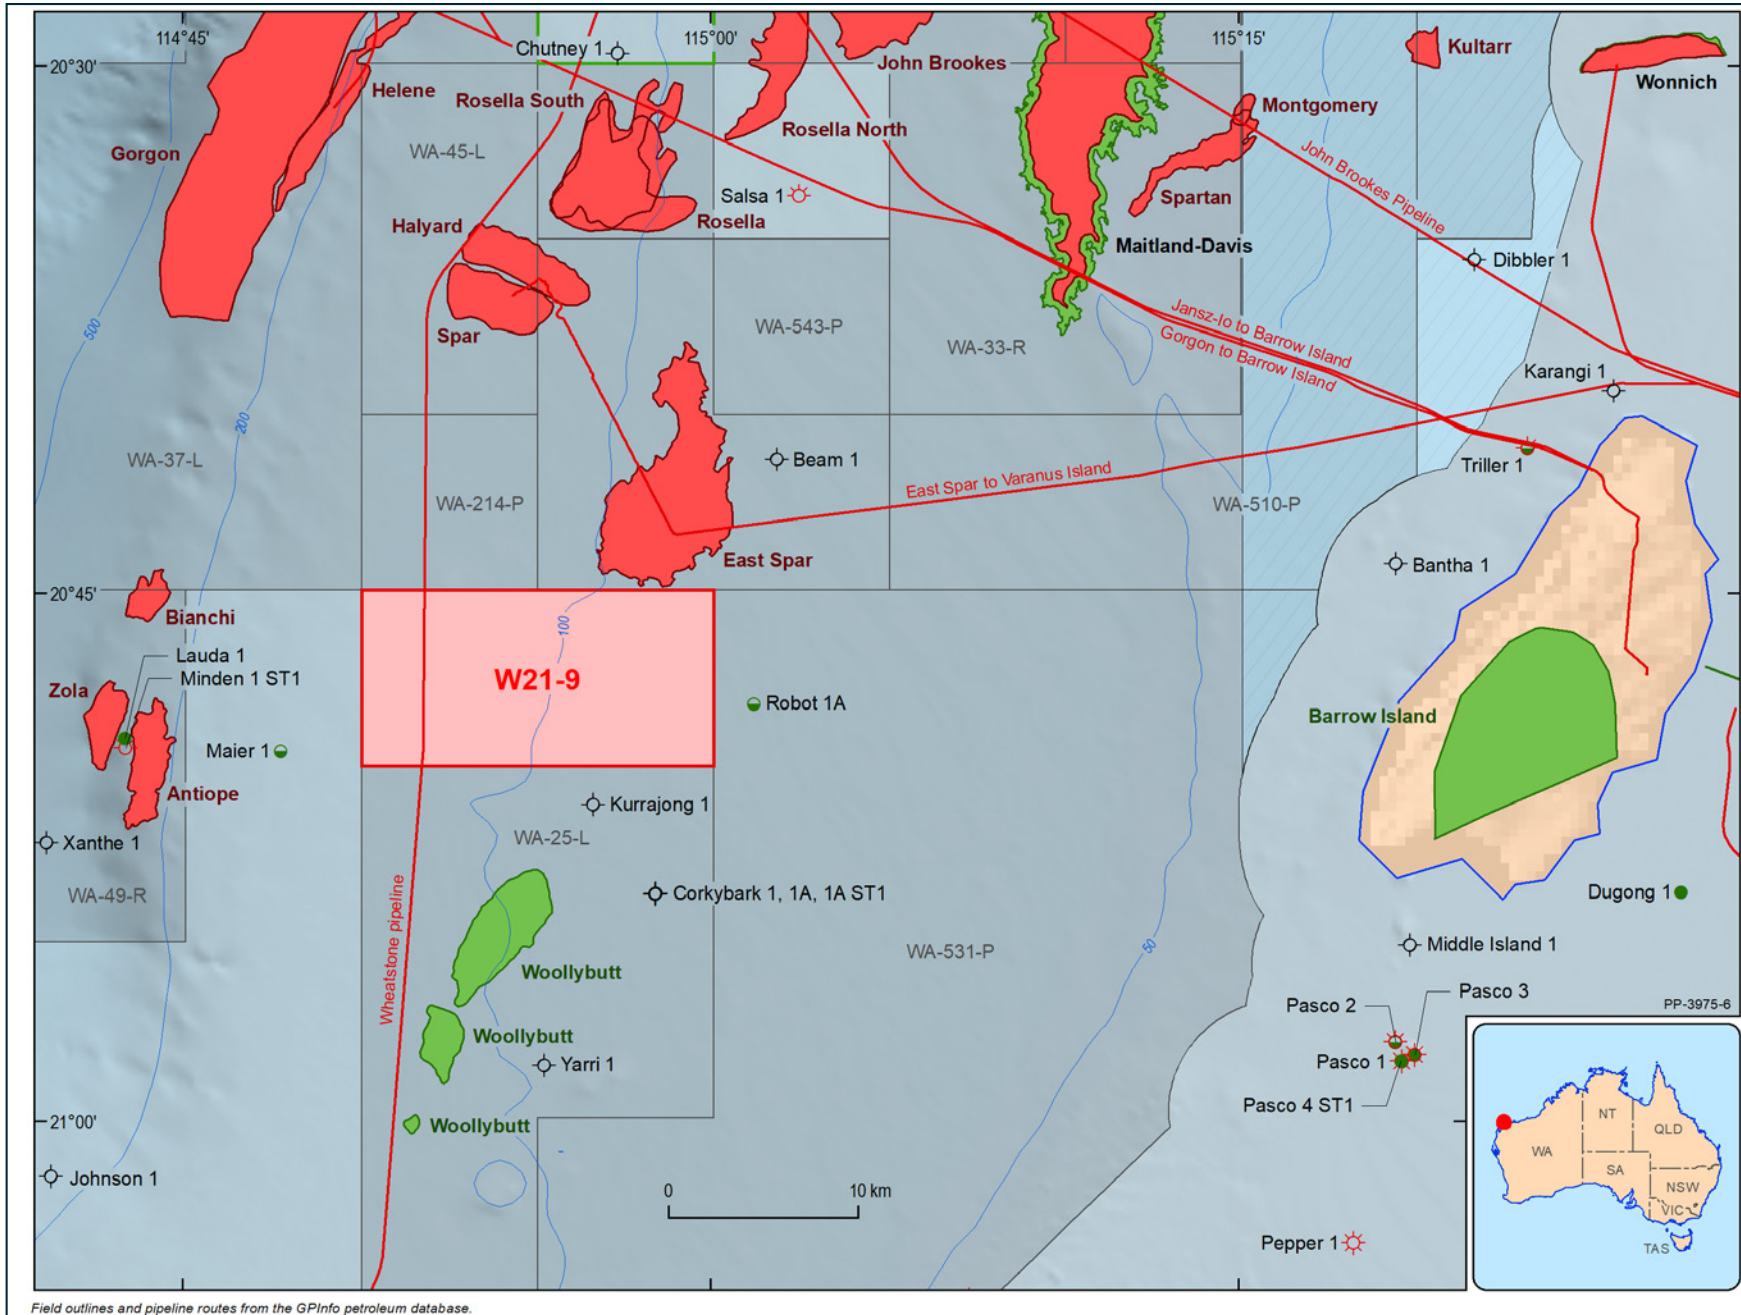 114°45'
115°00'
115°15'
20°30'
20°45'
21°00'
Chutney 1
John Brookes
Kultarr
Wonnich
Helene
Rosella South
Rosella North
Montgomery
Gorgon
WA-45-L
John Brookes Pipeline
Salsa 1
Spartan
Halyard
Rosella
Maitland-Davis
Dibbler 1
500
Spar
WA-543-P
WA-33-R
Jansz-Io to Barrow Island
Gorgon to Barrow Island
Karangi 1
200
WA-37-L
Beam 1
Triller 1
East Spar to Varanus Island
WA-214-P
WA-510-P
East Spar
Bantha 1
Bianchi
100
Lauda 1
Minden 1 ST1
W21-9
Zola
Robot 1A
Barrow Island
Maier 1
Antiope
Kurrajong 1
WA-25-L
Xanthe 1
WA-49-R
Corkybark 1, 1A, 1A ST1
Dugong 1
Wheatstone pipeline
WA-531-P
50
Middle Island 1
Woollybutt
Pasco 3
Pasco 2
PP-3975-6
Woollybutt
Yarri 1
Pasco 1
Pasco 4 ST1
Woollybutt
Johnson 1
0 10 km
Pepper 1
NT
QLD
WA
SA
NSW
VIC
TAS
Field outlines and pipeline routes from the GPInfo petroleum database.